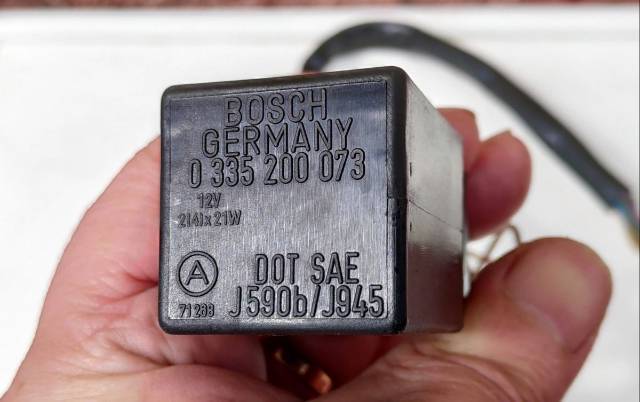 BOSCH
GERMANY
0 335 200 073
12V
2(4)x21W
A
DOT SAE
71288
J590b/J945